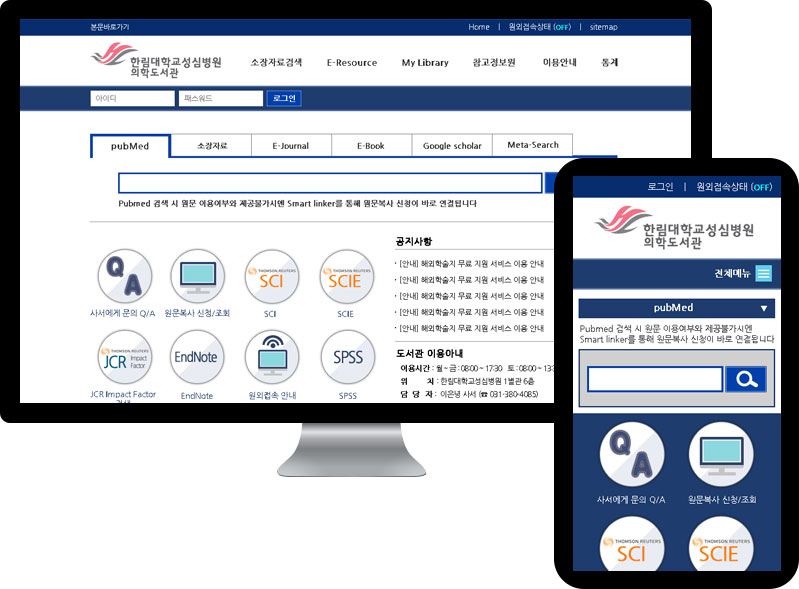 본문바로가기
Home | 원외접속상태 (OFF) | sitemap
한림대학교성심병원
의학도서관
소장자료검색 E-Resource My Library 참고정보원 이용안내 통계
아이디 패스워드 로그인
pubMed 소장자료 E-Journal E-Book Google scholar Meta-Search
Pubmed 검색 시 원문 이용여부와 제공불가시엔 Smart linker를 통해 원문복사 신청이 바로 연결됩니다
Q A
사서에게 문의 Q/A
원문복사 신청/조회
THOMSON REUTERS
SCI
SCI
THOMSON REUTERS
SCIE
SCIE
THOMSON REUTERS
JCR Impact Factor
JCR Impact Factor
검색
EndNote
EndNote
원외접속 안내
SPSS
SPSS
공지사항
· [안내] 해외학술지 무료 지원 서비스 이용 안내
· [안내] 해외학술지 무료 지원 서비스 이용 안내
· [안내] 해외학술지 무료 지원 서비스 이용 안내
· [안내] 해외학술지 무료 지원 서비스 이용 안내
· [안내] 해외학술지 무료 지원 서비스 이용 안내
도서관 이용아내
이용시간 : 월~금 : 08:00~17:30 토 : 08:00~13:
위 치 : 한림대학교성심병원 1별관 6층
담 당 자 : 이은녕 사서 (☎ 031-380-4085)
로그인 | 원외접속상태 (OFF)
한림대학교성심병원
의학도서관
전체메뉴
pubMed ▼
Pubmed 검색 시 원문 이용여부와 제공불가시엔
Smart linker를 통해 원문복사 신청이 바로 연결됩니다
Q A
사서에게 문의 Q/A
원문복사 신청/조회
THOMSON REUTERS
SCI
THOMSON REUTERS
SCIE